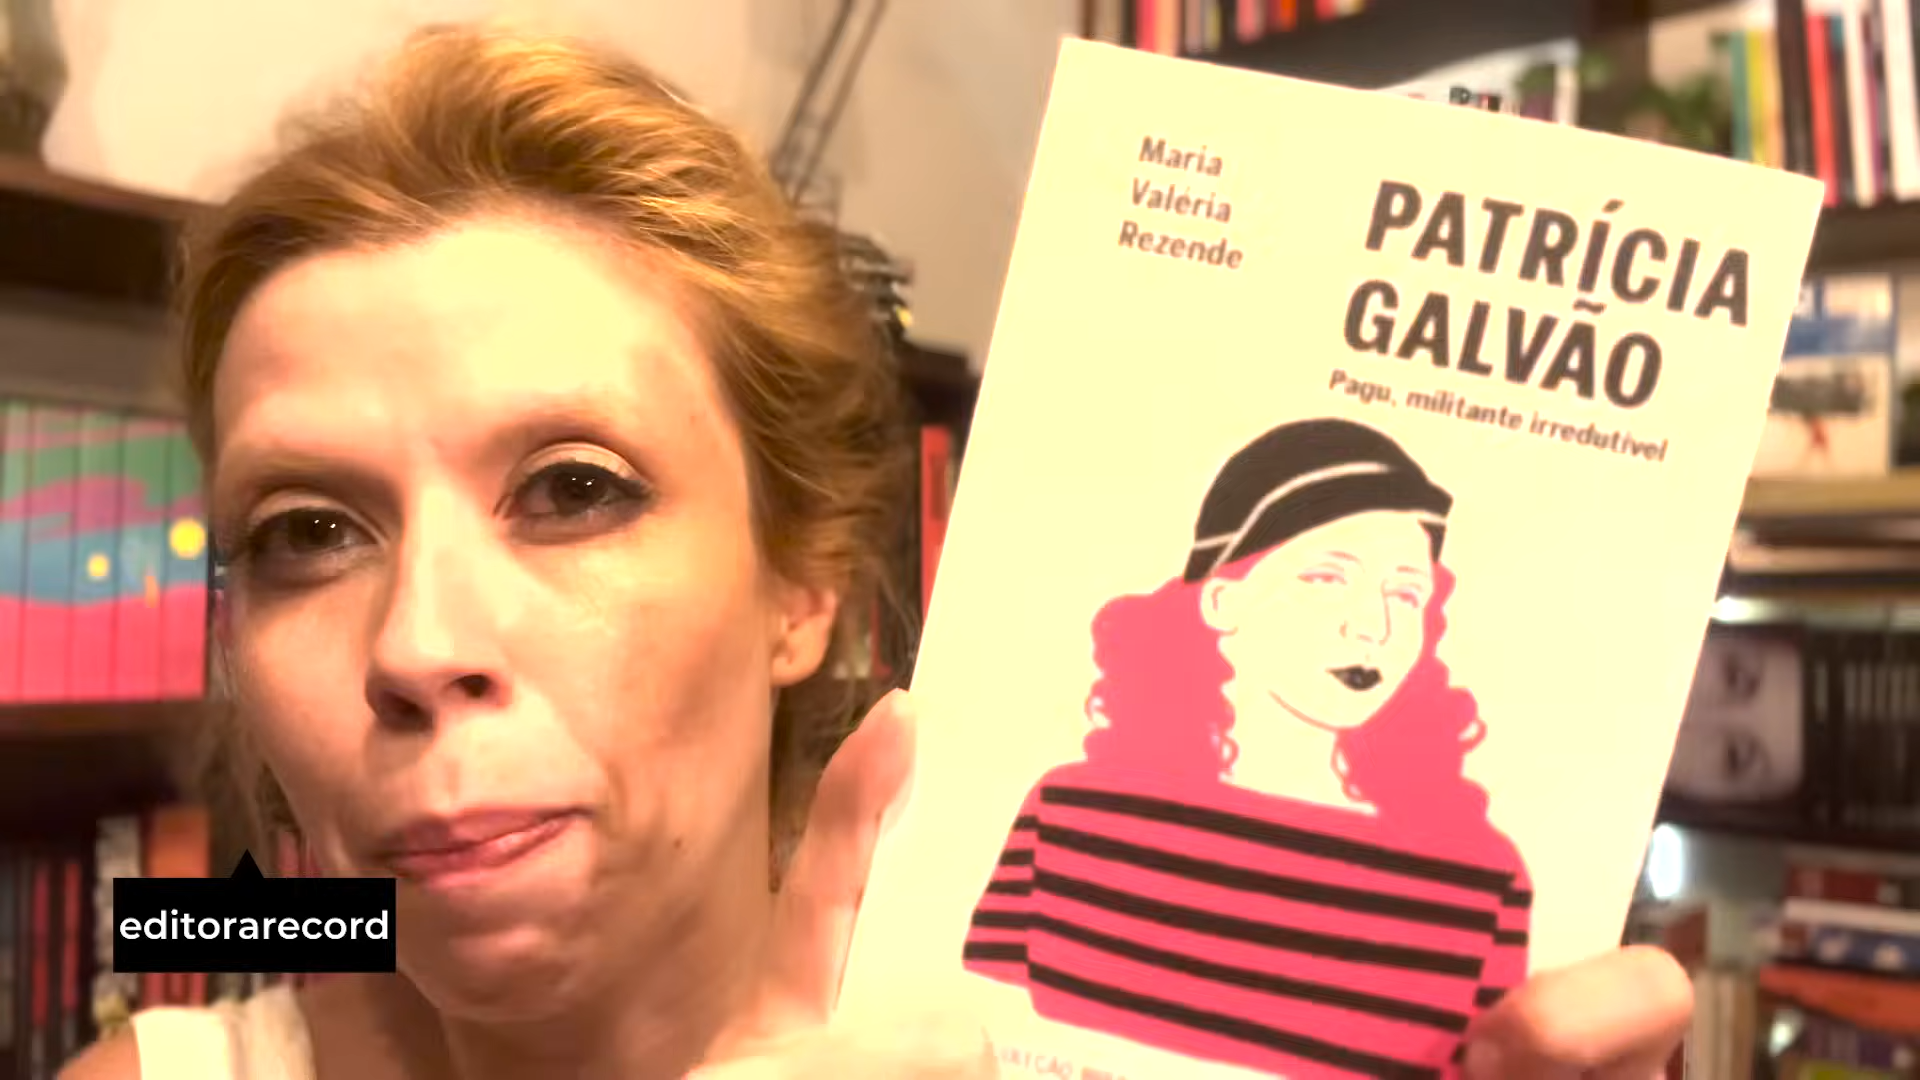 Maria
Valéria
Rezende
PATRÍCIA
GALVÃO
Pagu, militante irredutível
editorarecord